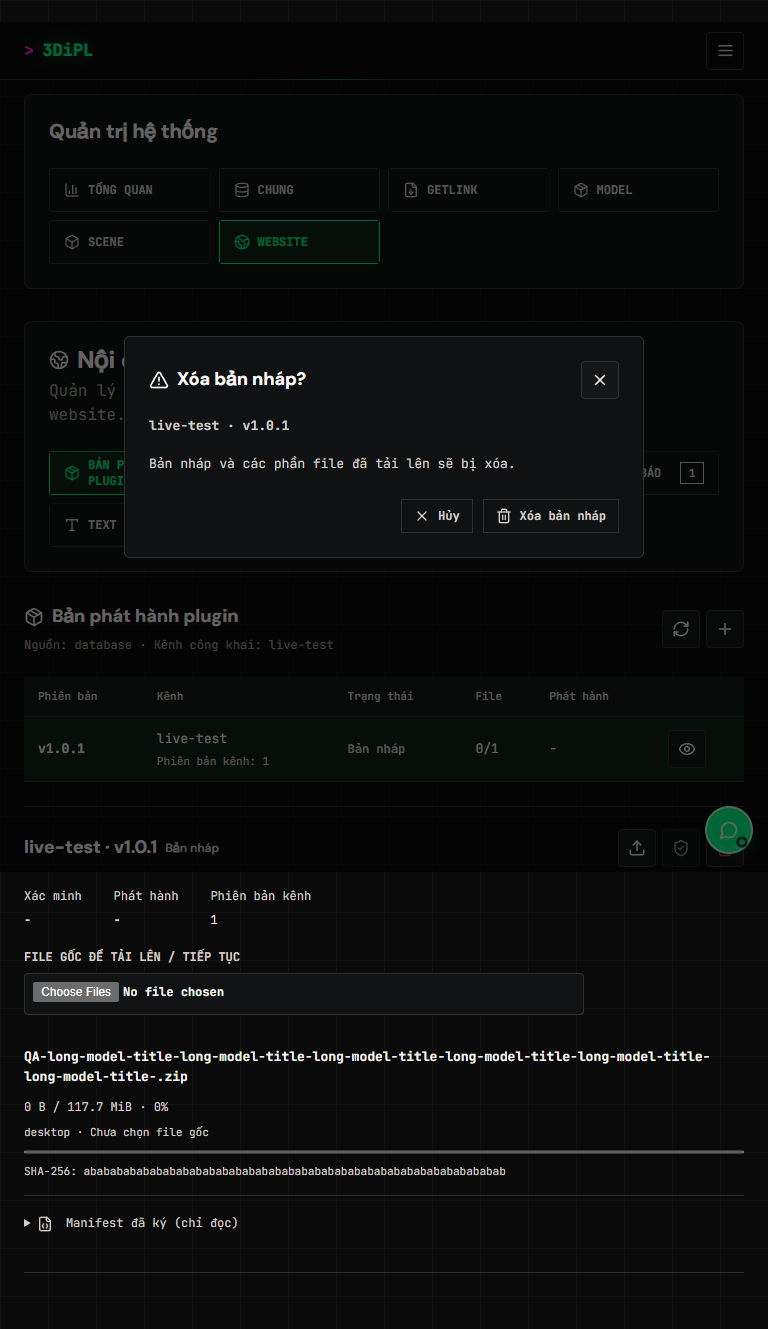 > 3DiPL
Quản trị hệ thống
TỔNG QUAN
CHUNG
GETLINK
MODEL
SCENE
WEBSITE
Nội
Quản lý
website.
BẢN P
PLUGI
BÁO 1
TEXT
Xóa bản nháp?
live-test · v1.0.1
Bản nháp và các phần file đã tải lên sẽ bị xóa.
Hủy
Xóa bản nháp
Bản phát hành plugin
Nguồn: database · Kênh công khai: live-test
Phiên bản Kênh Trạng thái File Phát hành
v1.0.1 live-test Bản nháp 0/1 -
Phiên bản kênh: 1
live-test · v1.0.1 Bản nháp
Xác minh Phát hành Phiên bản kênh
- - 1
FILE GỐC ĐỂ TẢI LÊN / TIẾP TỤC
Choose Files No file chosen
QA-long-model-title-long-model-title-long-model-title-long-model-title-long-model-title-
long-model-title-.zip
0 B / 117.7 MiB · 0%
desktop · Chưa chọn file gốc
SHA-256: abababababababababababababababababababababababababababababababab
Manifest đã ký (chỉ đọc)